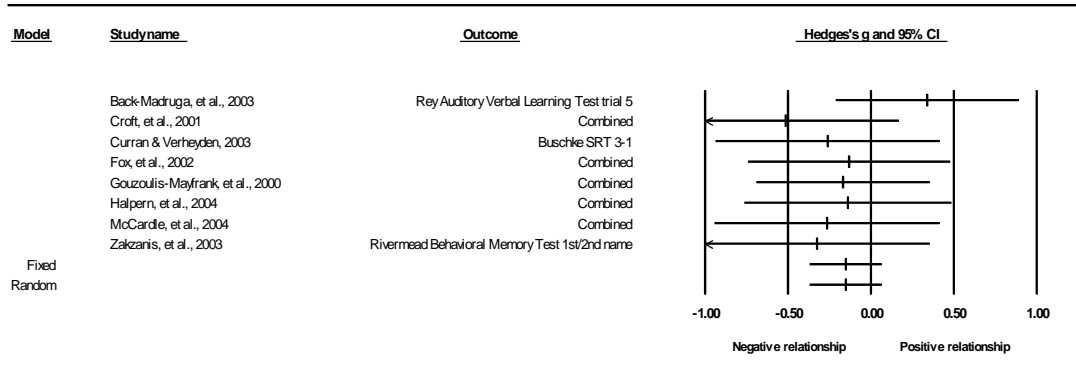 Model Studyname Outcome Hedges's g and 95% CI
Back-Madruga, et al., 2003 Rey Auditory Verbal Learning Test trial 5
Croft, et al., 2001 Combined
Curran & Verheyden, 2003 Buschke SRT 3-1
Fox, et al., 2002 Combined
Gouzoulis-Mayfrank, et al., 2000 Combined
Halpern, et al., 2004 Combined
McCardle, et al., 2004 Combined
Zakzanis, et al., 2003 Rivermead Behavioral Memory Test 1st/2nd name
Fixed
Random
-1.00 -0.50 0.00 0.50 1.00
Negative relationship Positive relationship